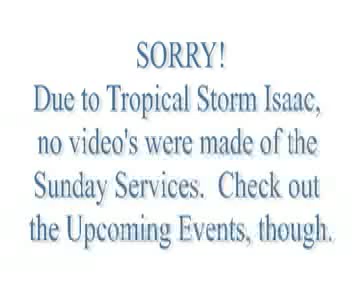 SORRY!
Due to Tropical Storm Isaac,
no video's were made of the
Sunday Services.  Check out
the Upcoming Events, though.